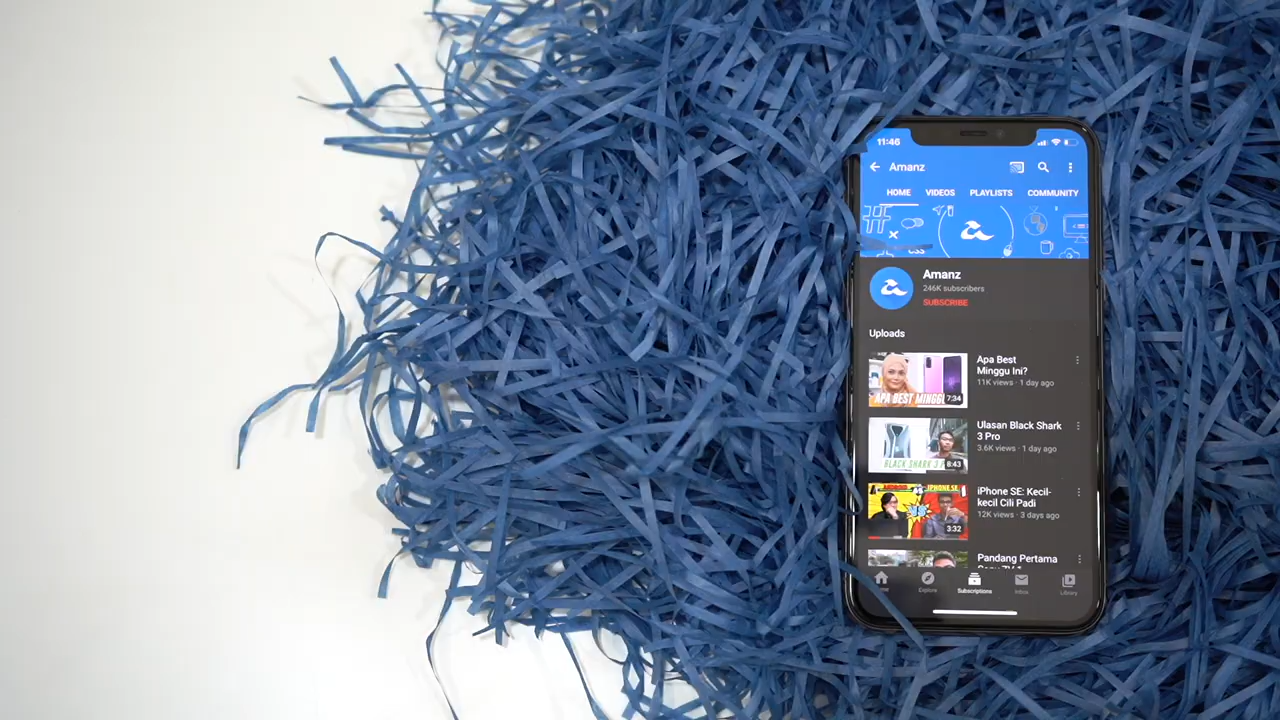 11:46
Amanz
HOME VIDEOS PLAYLISTS COMMUNITY
#
CSS
Amanz
246K subscribers
SUBSCRIBE
Uploads
Apa Best
Minggu Ini?
11K views · 1 day ago
APA BEST MINGGU
7:34
Ulasan Black Shark
3 Pro
3.6K views · 1 day ago
BLACK SHARK 3
8:43
iPhone SE: Kecil-
kecil Cili Padi
12K views · 3 days ago
IPHONE SE
VS
3:32
Pandang Pertama
Explore Subscriptions Inbox Library